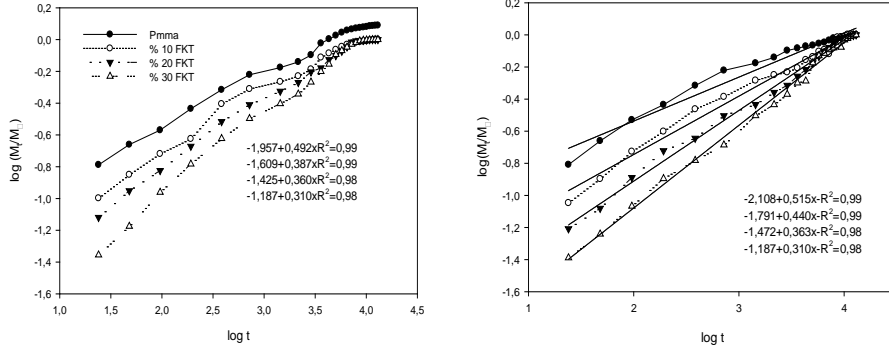 0,2
0,0
-0,2
-0,4
-0,6
-0,8
-1,0
-1,2
-1,4
-1,6
log (Mt/M□)
Pmma
% 10 FKT
% 20 FKT
% 30 FKT
-1,957+0,492xR²=0,99
-1,609+0,387xR²=0,99
-1,425+0,360xR²=0,98
-1,187+0,310xR²=0,98
1,0 1,5 2,0 2,5 3,0 3,5 4,0 4,5
log t
0,2
0,0
-0,2
-0,4
-0,6
-0,8
-1,0
-1,2
-1,4
-1,6
log(Mt/M□)
-2,108+0,515x-R²=0,99
-1,791+0,440x-R²=0,99
-1,472+0,363x-R²=0,98
-1,187+0,310x-R²=0,98
1 2 3 4
log t